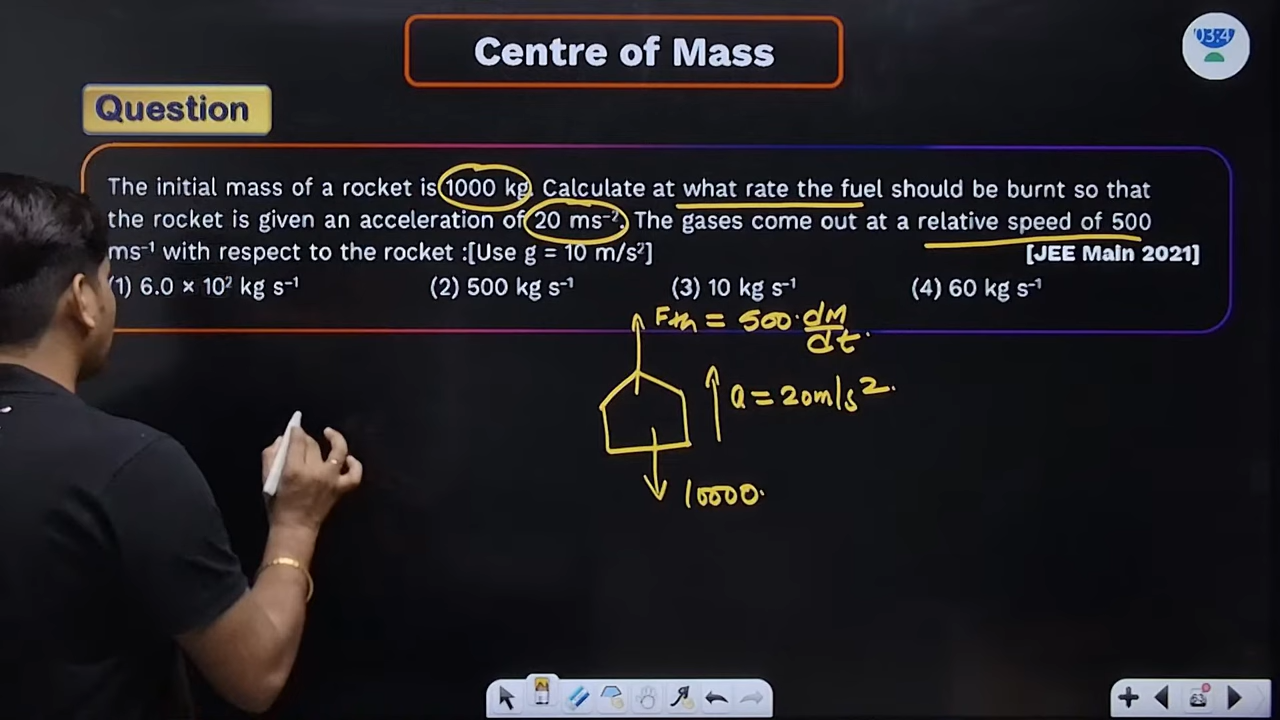 Centre of Mass
03:4
Question
The initial mass of a rocket is 1000 kg. Calculate at what rate the fuel should be burnt so that
the rocket is given an acceleration of 20 ms⁻². The gases come out at a relative speed of 500
ms⁻¹ with respect to the rocket :[Use g = 10 m/s²]
[JEE Main 2021]
(1) 6.0 × 10² kg s⁻¹ (2) 500 kg s⁻¹ (3) 10 kg s⁻¹ (4) 60 kg s⁻¹
Fth = 500·dM/dt.
a = 20m/s².
10000.
63